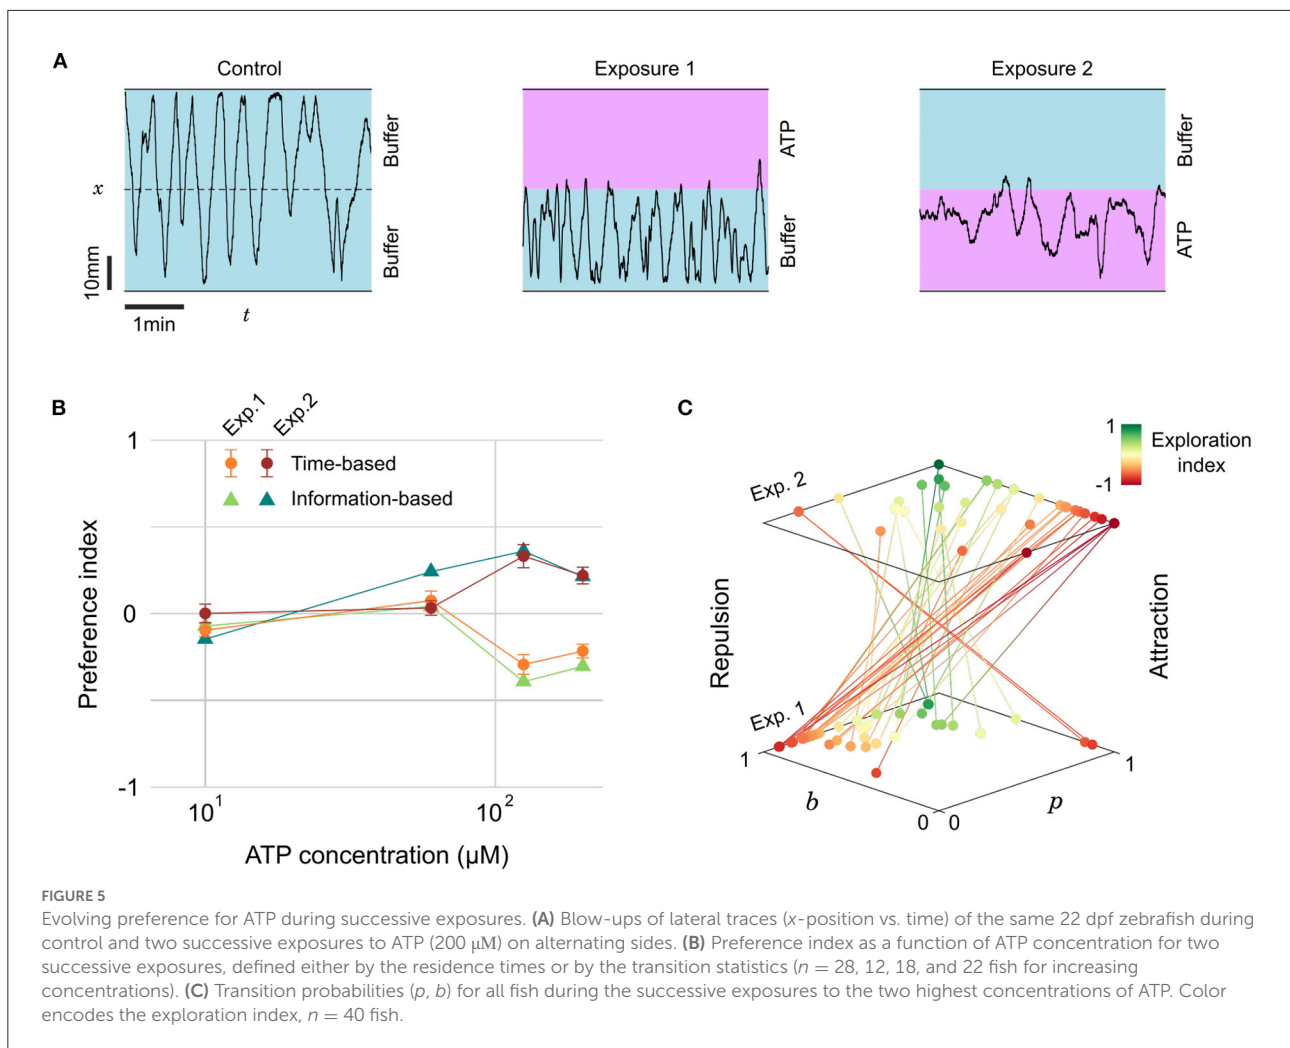 A
Control
Exposure 1
Exposure 2
Buffer
Buffer
ATP
Buffer
Buffer
ATP
x
10mm
1min
t
B
Exp.1
Exp.2
Time-based
Information-based
1
0
-1
Preference index
10¹
10²
ATP concentration (µM)
C
1
-1
Exploration
index
Exp. 2
Repulsion
Attraction
Exp. 1
1
1
b
p
0
0
FIGURE 5
Evolving preference for ATP during successive exposures. (A) Blow-ups of lateral traces (x-position vs. time) of the same 22 dpf zebrafish during
control and two successive exposures to ATP (200 µM) on alternating sides. (B) Preference index as a function of ATP concentration for two
successive exposures, defined either by the residence times or by the transition statistics (n = 28, 12, 18, and 22 fish for increasing
concentrations). (C) Transition probabilities (p, b) for all fish during the successive exposures to the two highest concentrations of ATP. Color
encodes the exploration index, n = 40 fish.